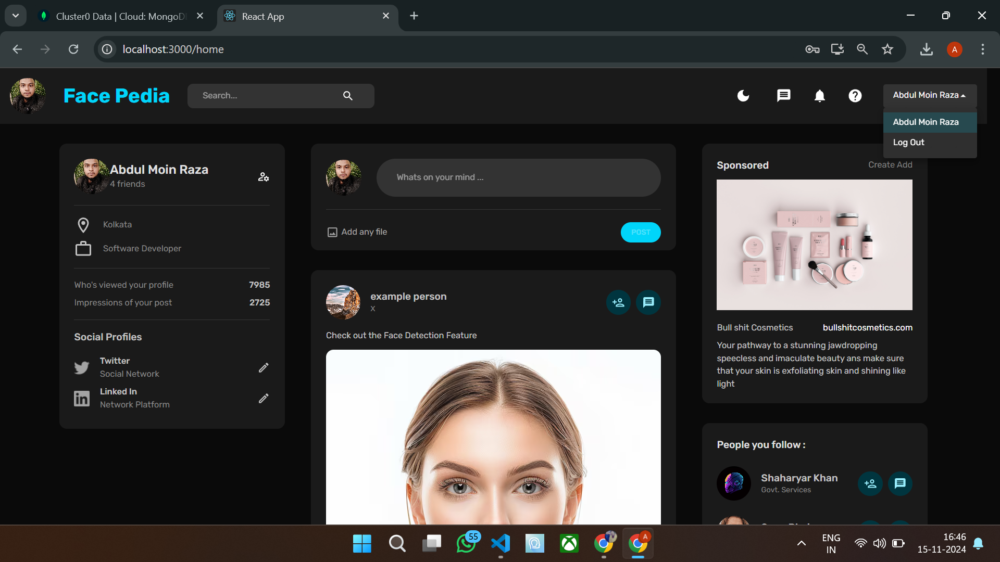 Cluster0 Data | Cloud: MongoD
React App
localhost:3000/home
A
Face Pedia
Search...
Abdul Moin Raza
Abdul Moin Raza
Log Out
Abdul Moin Raza
4 friends
Kolkata
Software Developer
Who's viewed your profile 7985
Impressions of your post 2725
Social Profiles
Twitter
Social Network
Linked In
Network Platform
Whats on your mind ...
Add any file
POST
example person
X
Check out the Face Detection Feature
Sponsored Create Add
Bull shit Cosmetics bullshitcosmetics.com
Your pathway to a stunning jawdropping
speecless and imaculate beauty ans make sure
that your skin is exfoliating skin and shining like
light
People you follow :
Shaharyar Khan
Govt. Services
55
A
ENG
IN
16:46
15-11-2024